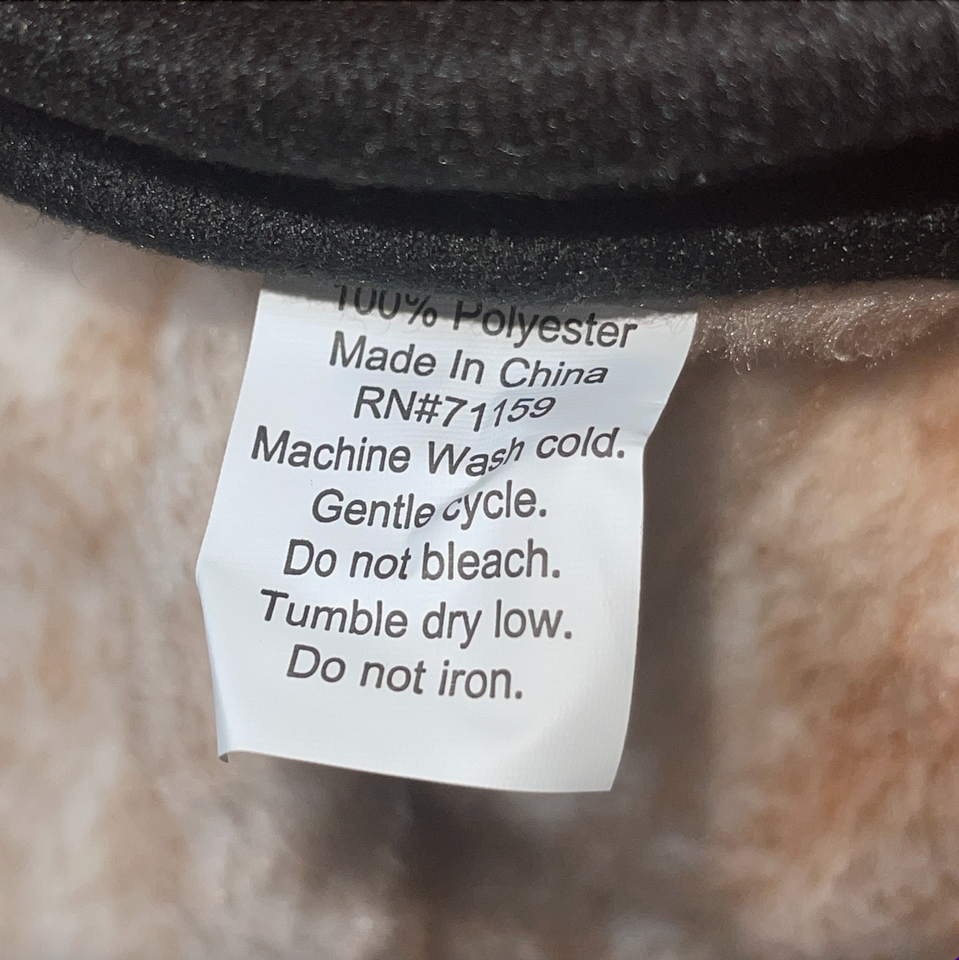 100% Polyester
Made In China
RN#71159
Machine Wash cold.
Gentle cycle.
Do not bleach.
Tumble dry low.
Do not iron.